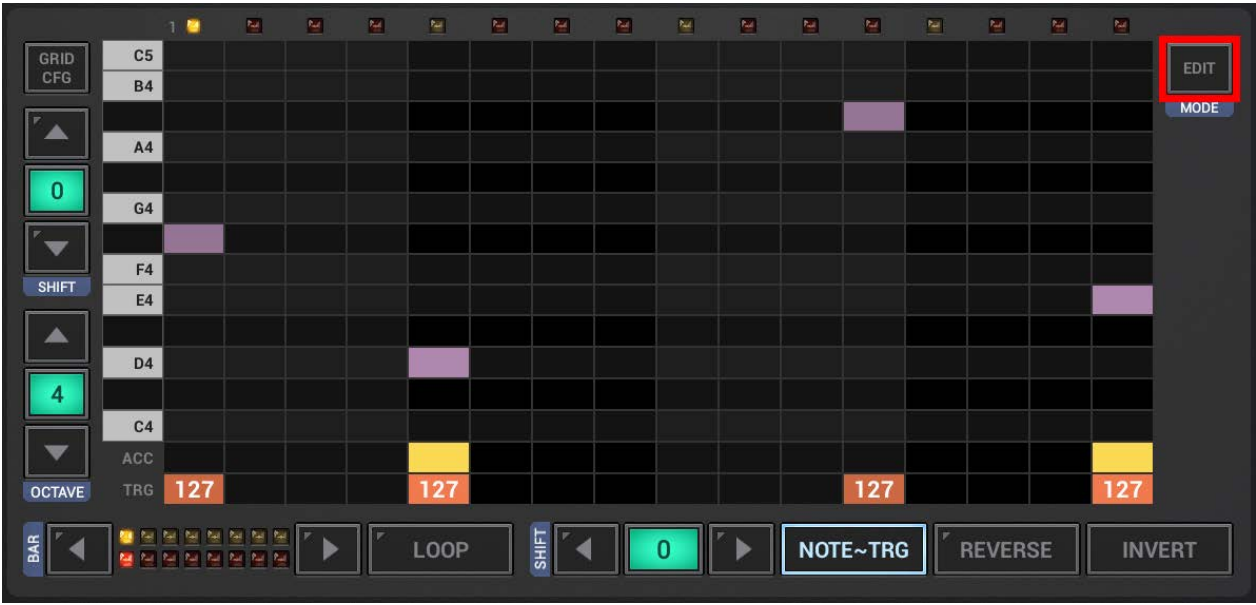 1
GRID
CFG
C5
EDIT
B4
MODE
A4
0
G4
F4
SHIFT
E4
D4
4
C4
ACC
OCTAVE
TRG 127 127 127 127
BAR
LOOP
SHIFT
0
NOTE~TRG
REVERSE
INVERT